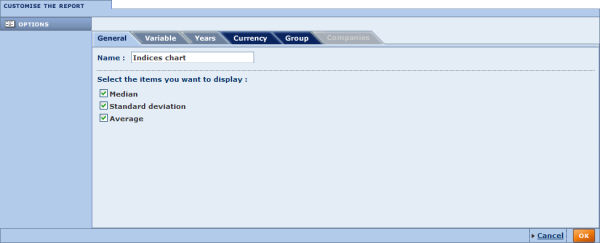 CUSTOMISE THE REPORT
OPTIONS
General Variable Years Currency Group Companies
Name : Indices chart
Select the items you want to display :
Median
Standard deviation
Average
Cancel OK